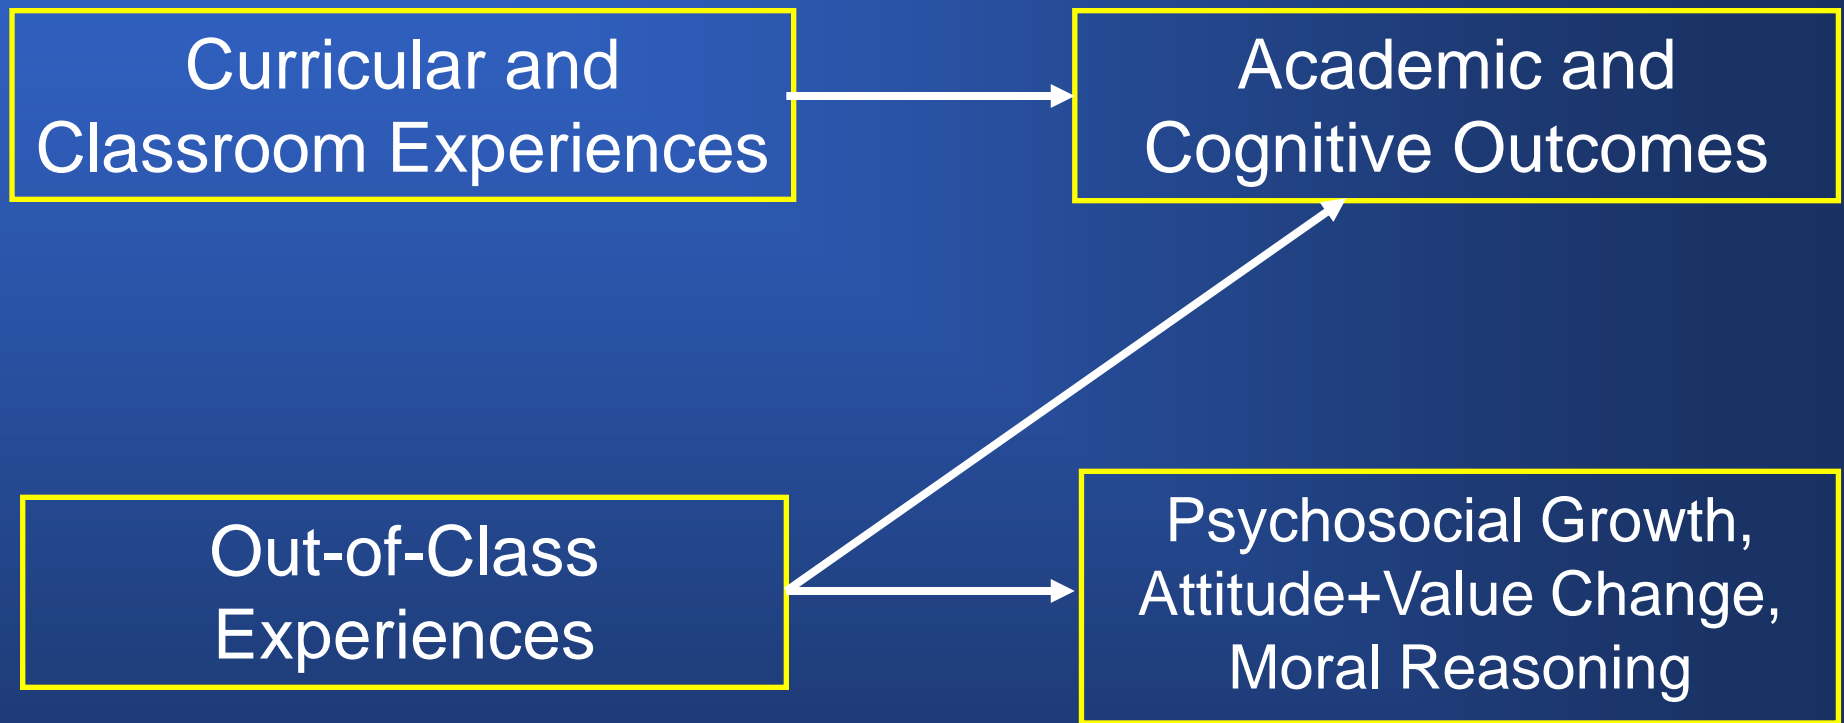 Curricular and
Classroom Experiences
Academic and
Cognitive Outcomes
Out-of-Class
Experiences
Psychosocial Growth,
Attitude+Value Change,
Moral Reasoning